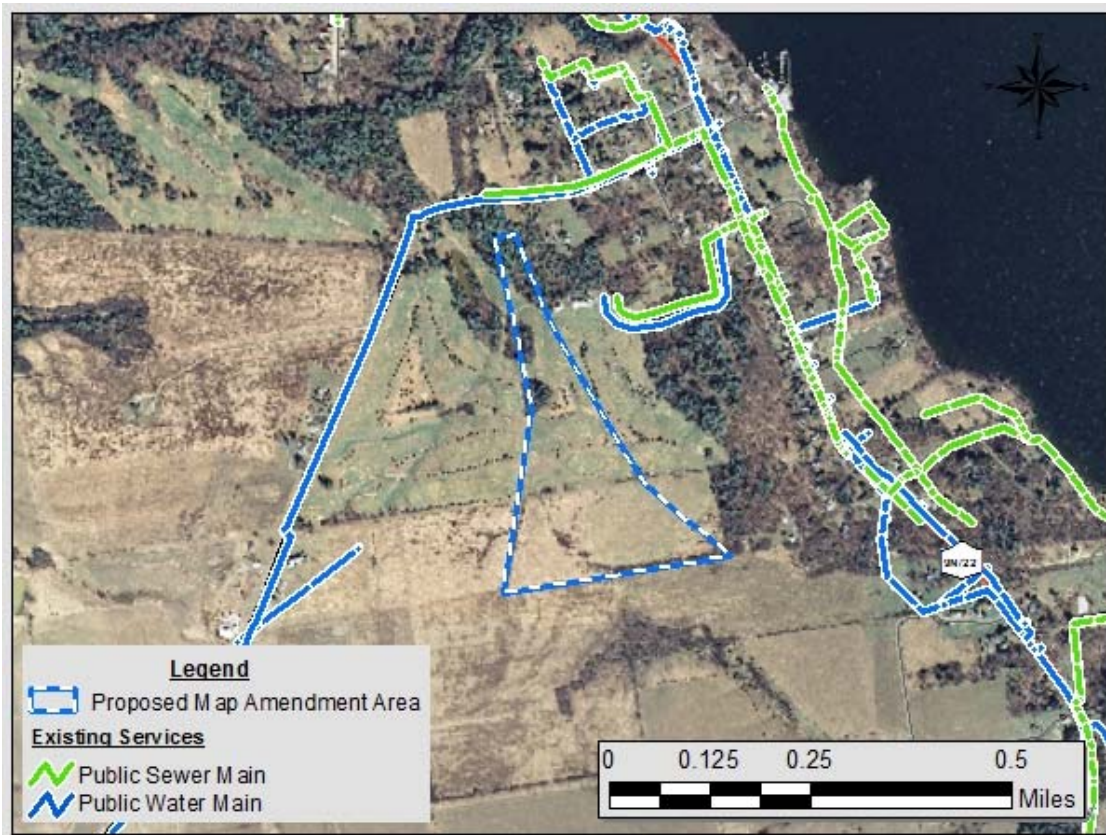 9N/22
Legend
Proposed Map Amendment Area
Existing Services
Public Sewer Main
Public Water Main
0 0.125 0.25 0.5
Miles